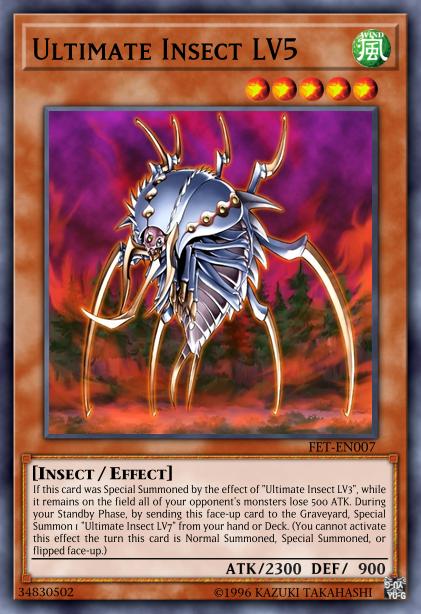 Ultimate Insect LV5
WIND
風
FET-EN007
[Insect / Effect]
If this card was Special Summoned by the effect of "Ultimate Insect LV3", while
it remains on the field all of your opponent's monsters lose 500 ATK. During
your Standby Phase, by sending this face-up card to the Graveyard, Special
Summon 1 "Ultimate Insect LV7" from your hand or Deck. (You cannot activate
this effect the turn this card is Normal Summoned, Special Summoned, or
flipped face-up.)
ATK/2300 DEF/ 900
34830502
©1996 KAZUKI TAKAHASHI